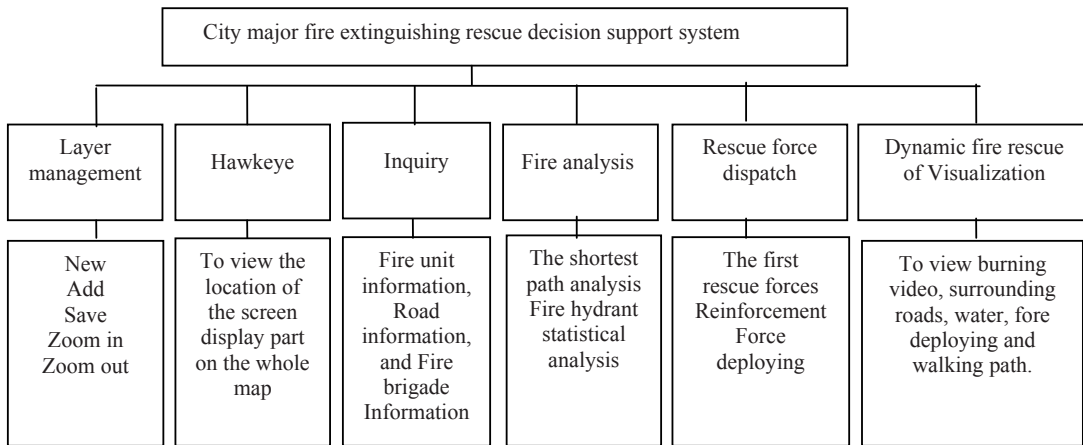 City major fire extinguishing rescue decision support system
Layer
management
Hawkeye
Inquiry
Fire analysis
Rescue force
dispatch
Dynamic fire rescue
of Visualization
New
Add
Save
Zoom in
Zoom out
To view the
location of
the screen
display part
on the whole
map
Fire unit
information,
Road
information,
and Fire
brigade
Information
The shortest
path analysis
Fire hydrant
statistical
analysis
The first
rescue forces
Reinforcement
Force
deploying
To view burning
video, surrounding
roads, water, fore
deploying and
walking path.